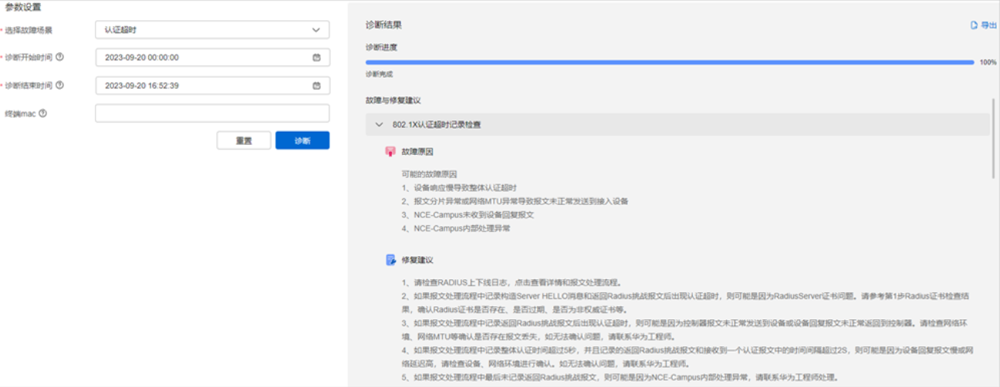 参数设置
*选择故障场景
认证超时
*诊断开始时间
2023-09-20 00:00:00
*诊断结束时间
2023-09-20 16:52:39
终端mac
重置
诊断
诊断结果
导出
诊断进度
100%
诊断完成
故障与修复建议
802.1X认证超时记录检查
故障原因
可能的故障原因
1、设备响应慢导致整体认证超时
2、报文分片异常或网络MTU异常导致报文未正常发送到接入设备
3、NCE-Campus未收到设备回复报文
4、NCE-Campus内部处理异常
修复建议
1、请检查RADIUS上下线日志，点击查看详情和报文处理流程。
2、如果报文处理流程中记录构造Server HELLO消息和返回Radius挑战报文后出现认证超时，则可能是因为RadiusServer证书问题。请参考第1步Radius证书检查结
果，确认Radius证书是否存在、是否过期、是否为非权威证书等。
3、如果报文处理流程中记录返回Radius挑战报文后出现认证超时，则可能是因为控制器报文未正常发送到设备或设备回复报文未正常返回到控制器。请检查网络环
境、网络MTU等确认是否存在报文丢失，如无法确认问题，请联系华为工程师。
4、如果报文处理流程中记录整体认证时间超过5秒，并且记录的返回Radius挑战报文和接收到一个认证报文中的时间间隔超过2S，则可能是因为设备回复报文慢或网
络延迟高，请检查设备、网络环境进行确认。如无法确认问题，请联系华为工程师。
5、如果报文处理流程中最后未记录返回Radius挑战报文，则可能是因为NCE-Campus内部处理异常，请联系华为工程师处理。